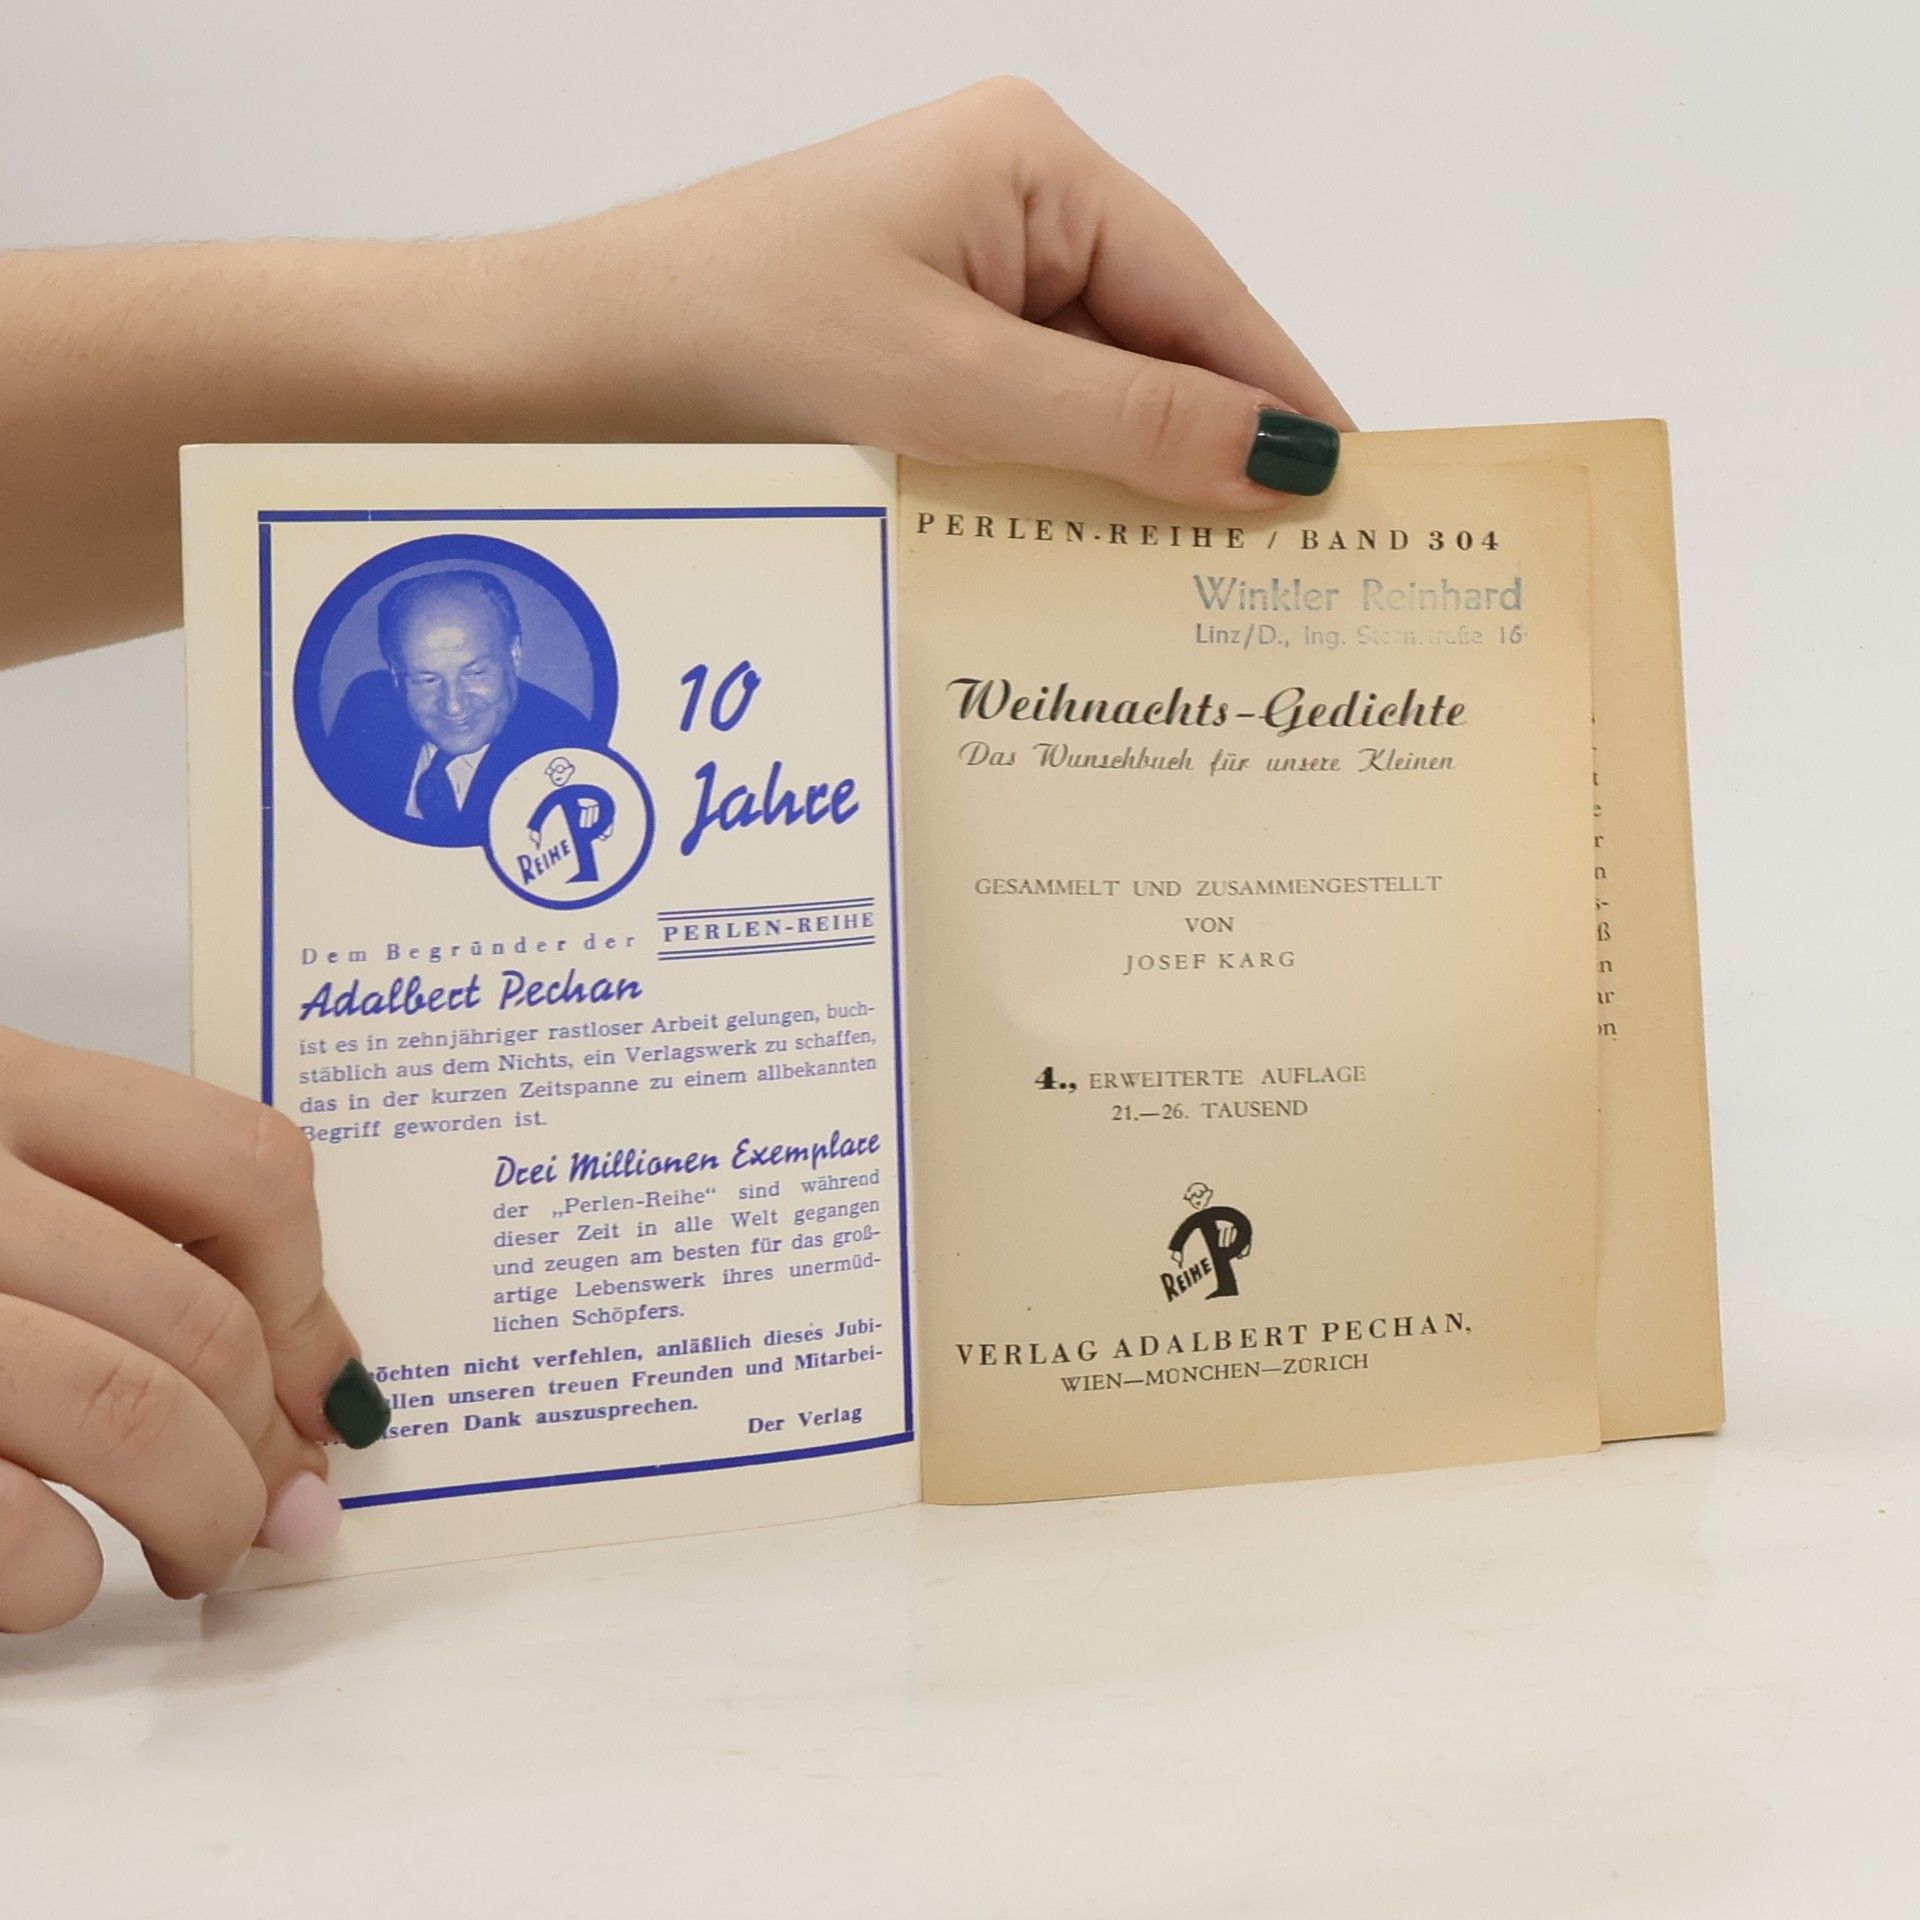 10
Jahre
REIHE P
Dem Begründer der PERLEN-REIHE
Adalbert Pechan
ist es in zehnjähriger rastloser Arbeit gelungen, buch-
stäblich aus dem Nichts, ein Verlagswerk zu schaffen,
das in der kurzen Zeitspanne zu einem allbekannten
Begriff geworden ist.
Drei Millionen Exemplare
der „Perlen-Reihe“ sind während
dieser Zeit in alle Welt gegangen
und zeugen am besten für das groß-
artige Lebenswerk ihres unermüd-
lichen Schöpfers.
öchten nicht verfehlen, anläßlich dieses Jubi-
llen unseren treuen Freunden und Mitarbei-
seren Dank auszusprechen.
Der Verlag
PERLEN-REIHE / BAND 304
Winkler Reinhard
Linz/D., Ing. 16
Weihnachts-Gedichte
Das Wunschbuch für unsere Kleinen
GESAMMELT UND ZUSAMMENGESTELLT
VON
JOSEF KARG
4., ERWEITERTE AUFLAGE
21.—26. TAUSEND
REIHE P
VERLAG ADALBERT PECHAN,
WIEN—MÜNCHEN—ZÜRICH